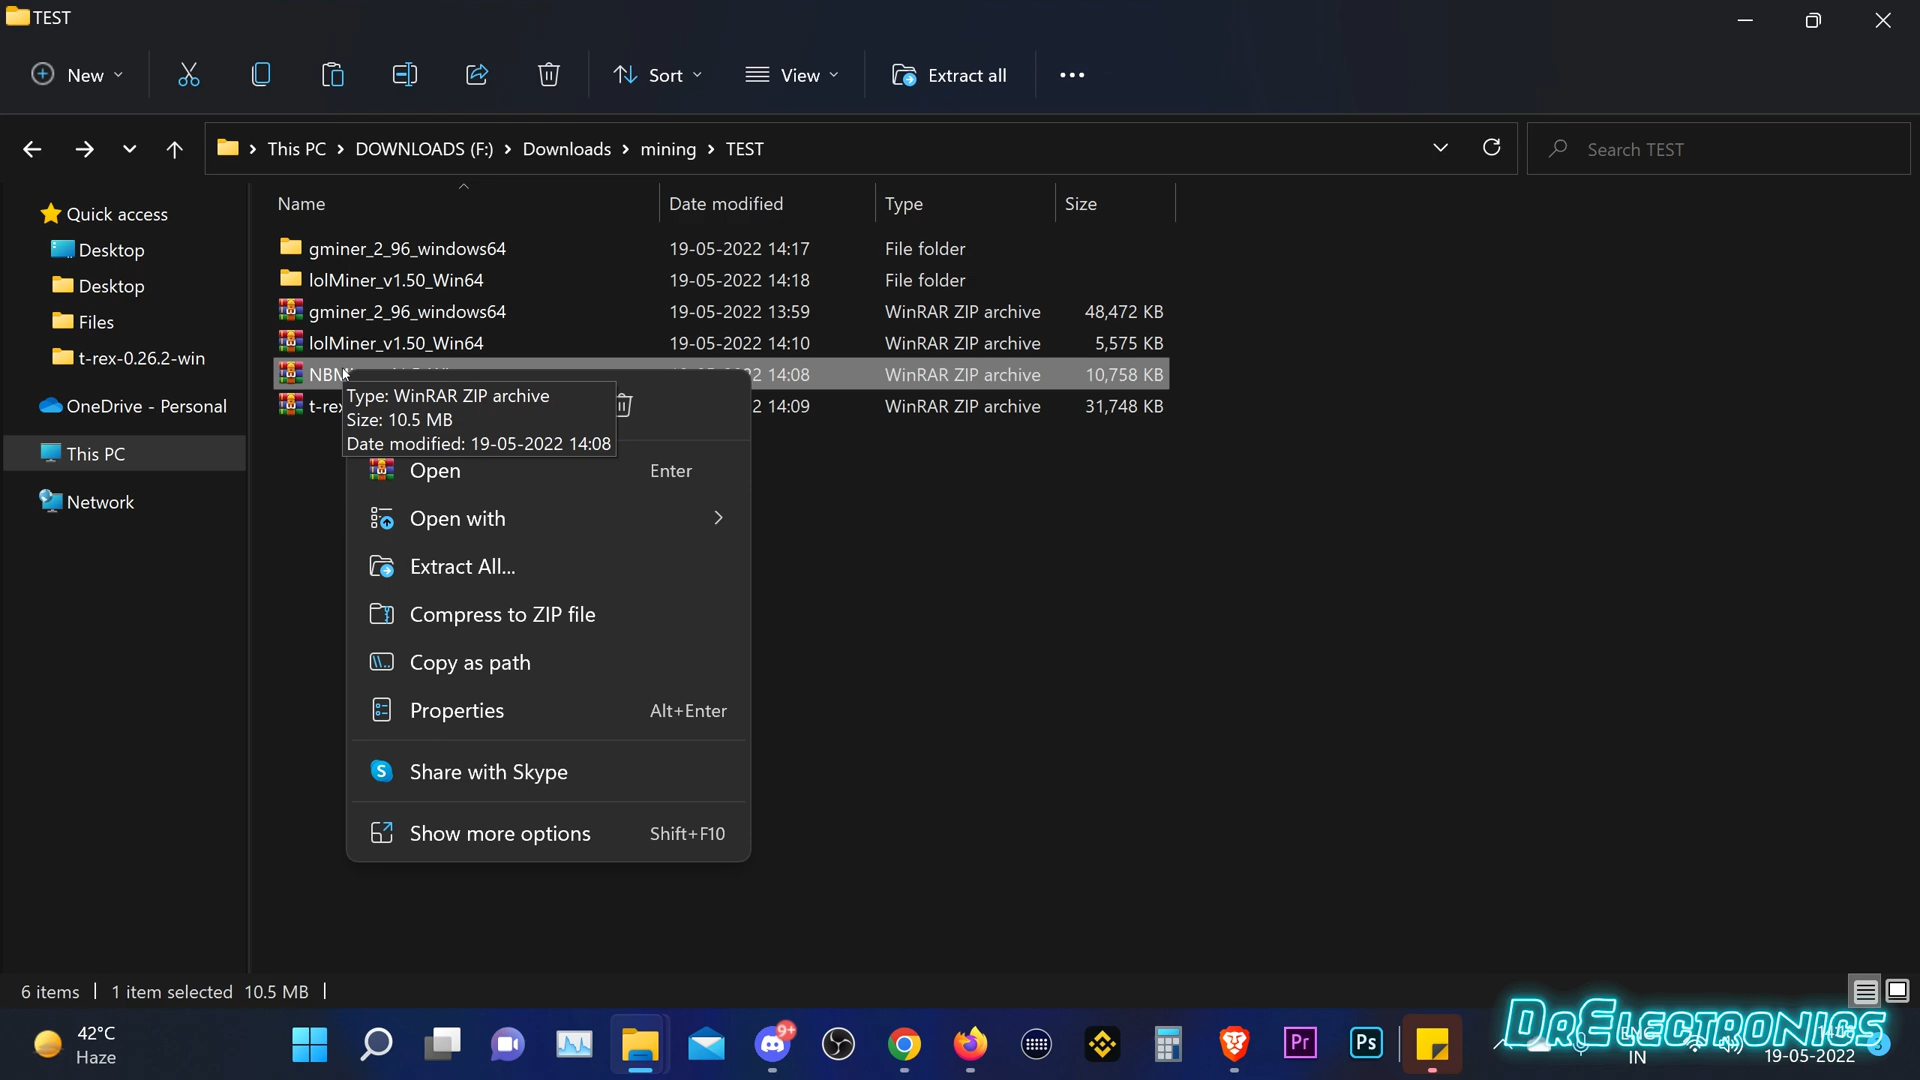 TEST
New
Sort
View
Extract all
This PC > DOWNLOADS (F:) > Downloads > mining > TEST
Search TEST
Name
Date modified
Type
Size
Quick access
Desktop
Desktop
Files
t-rex-0.26.2-win
OneDrive - Personal
This PC
Network
gminer_2_96_windows64 19-05-2022 14:17 File folder
lolMiner_v1.50_Win64 19-05-2022 14:18 File folder
gminer_2_96_windows64 19-05-2022 13:59 WinRAR ZIP archive 48,472 KB
lolMiner_v1.50_Win64 19-05-2022 14:10 WinRAR ZIP archive 5,575 KB
2 14:08 WinRAR ZIP archive 10,758 KB
t-rex 2 14:09 WinRAR ZIP archive 31,748 KB
Type: WinRAR ZIP archive
Size: 10.5 MB
Date modified: 19-05-2022 14:08
Open Enter
Open with
Extract All...
Compress to ZIP file
Copy as path
Properties Alt+Enter
Share with Skype
Show more options Shift+F10
6 items
1 item selected 10.5 MB
42°C
Haze
9+
Pr
Ps
DRELECTRONICS
ENG
IN
19-05-2022